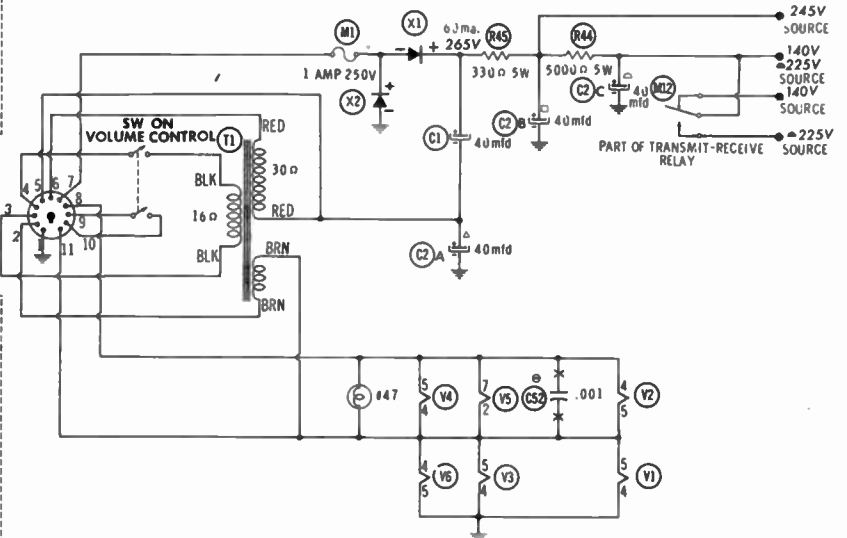 245V
SOURCE
M1
X1
60ma.
265V
R45
R44
140V
225V
SOURCE
1 AMP 250V
330Ω 5W
5000Ω 5W
C2 C
40 mfd
M12
140V
SOURCE
X2
SW ON
VOLUME CONTROL
T1
RED
C1
40mfd
C2 B
40mfd
225V
SOURCE
PART OF TRANSMIT-RECEIVE
RELAY
4 5 6 7
BLK
30Ω
3
8
16Ω
RED
9
2
1
11
10
BLK
BRN
C2 A
40mfd
BRN
#47
5
4
V4
7
2
V5
C52
.001
4
5
V2
4
5
V6
5
4
V3
5
4
V1